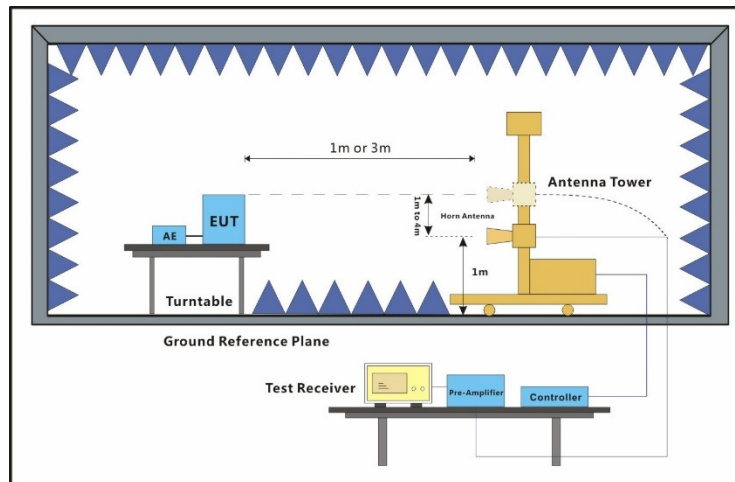 1m or 3m
Antenna Tower
1m to 4m
Horn Antenna
EUT
AE
1m
Turntable
Ground Reference Plane
Test Receiver
Pre-Amplifier
Controller